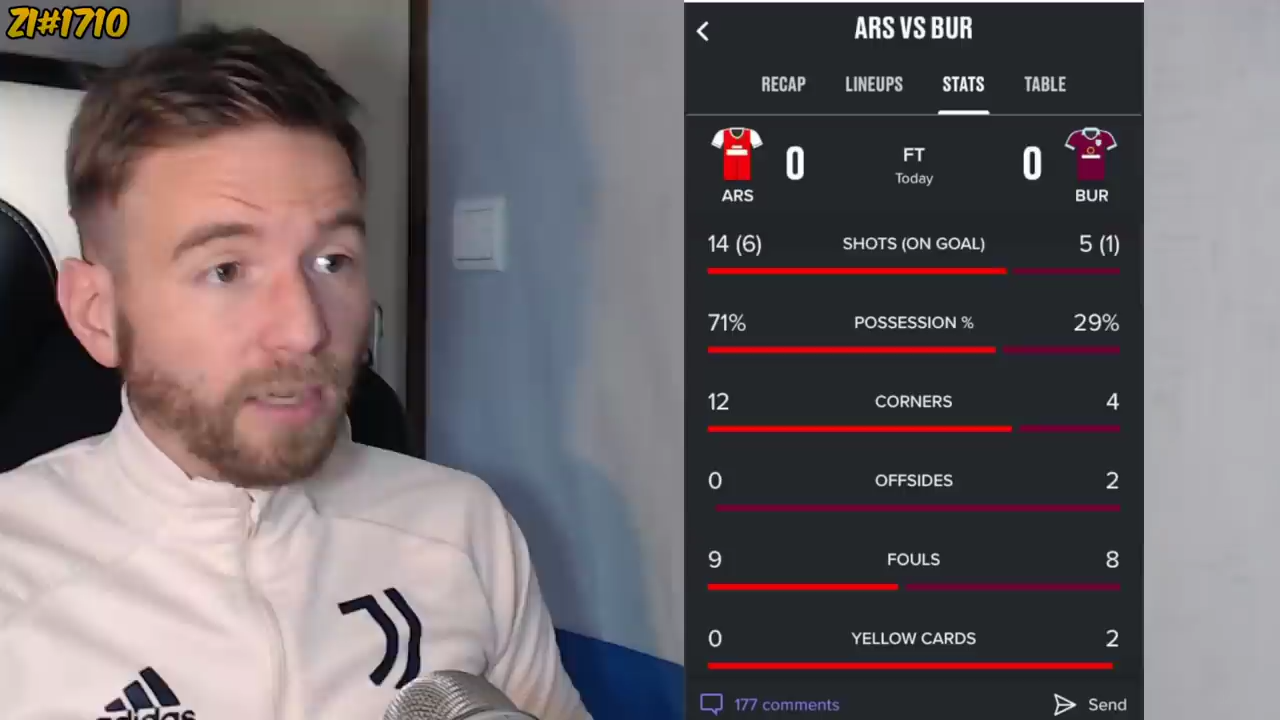 ZI#1710
ARS VS BUR
RECAP LINEUPS STATS TABLE
0 FT 0
Today
ARS BUR
14 (6) SHOTS (ON GOAL) 5 (1)
71% POSSESSION % 29%
12 CORNERS 4
0 OFFSIDES 2
9 FOULS 8
0 YELLOW CARDS 2
177 comments Send
adidas